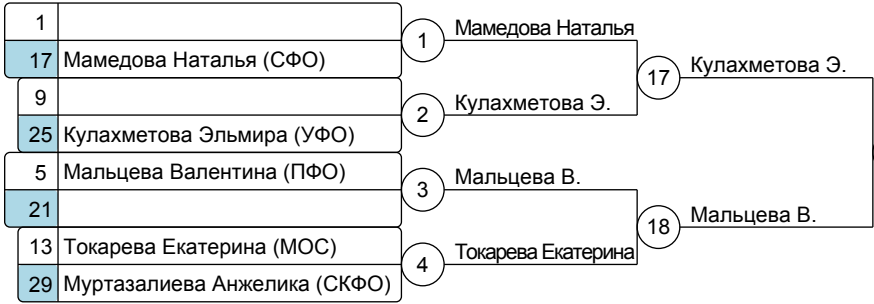 1
17 Мамедова Наталья (СФО)
9
25 Кулахметова Эльмира (УФО)
5 Мальцева Валентина (ПФО)
21
13 Токарева Екатерина (МОС)
29 Муртазалиева Анжелика (СКФО)
1 Мамедова Наталья
2 Кулахметова Э.
3 Мальцева В.
4 Токарева Екатерина
17 Кулахметова Э.
18 Мальцева В.